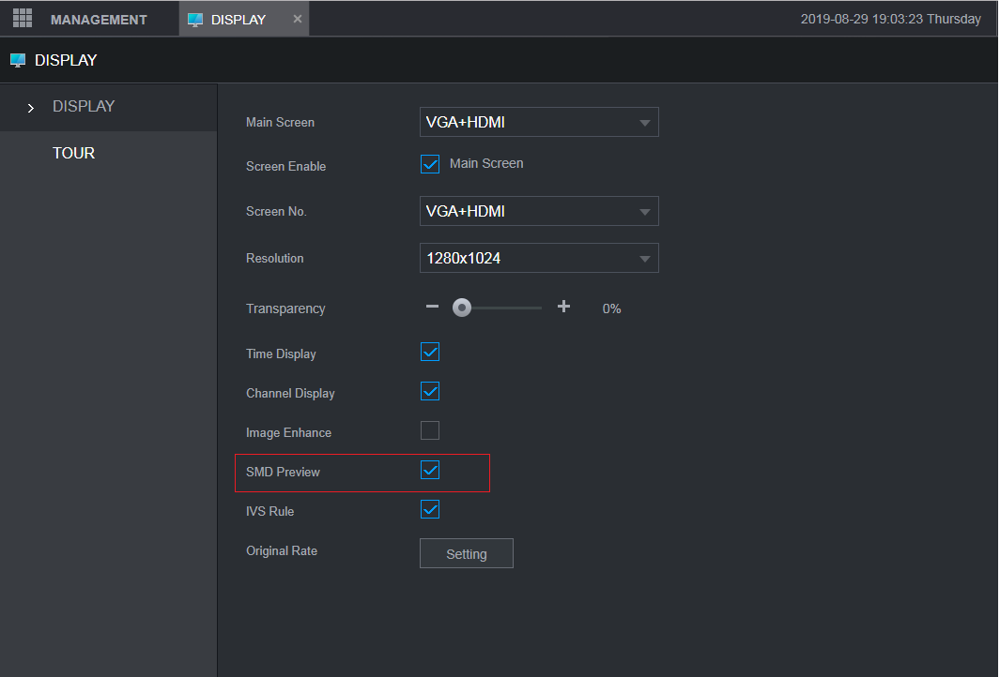 MANAGEMENT DISPLAY 2019-08-29 19:03:23 Thursday
DISPLAY
DISPLAY
TOUR
Main Screen VGA+HDMI
Screen Enable Main Screen
Screen No. VGA+HDMI
Resolution 1280x1024
Transparency 0%
Time Display
Channel Display
Image Enhance
SMD Preview
IVS Rule
Original Rate Setting